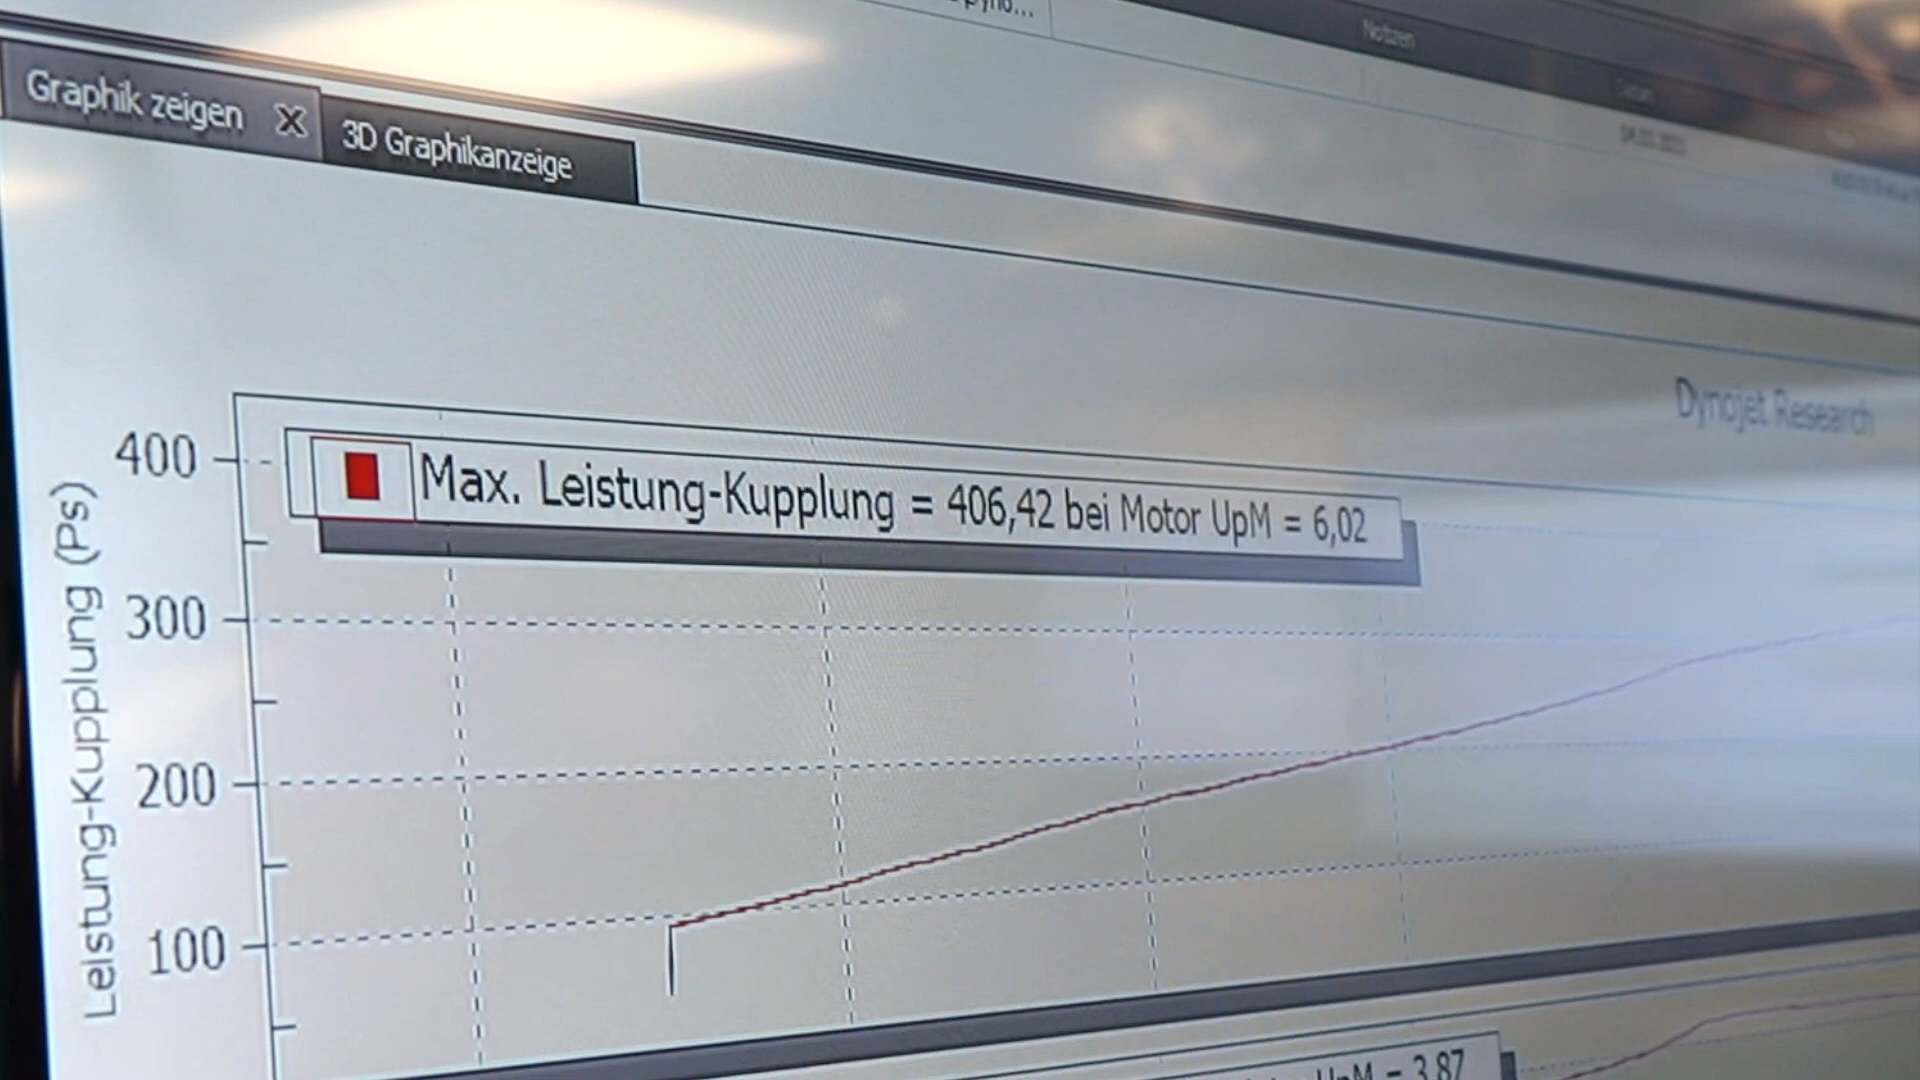 Notizen
Graphik zeigen X
3D Graphikanzeige
Dynojet Research
Max. Leistung-Kupplung = 406,42 bei Motor UpM = 6,02
Leistung-Kupplung (Ps)
400
300
200
100
UpM = 3,87